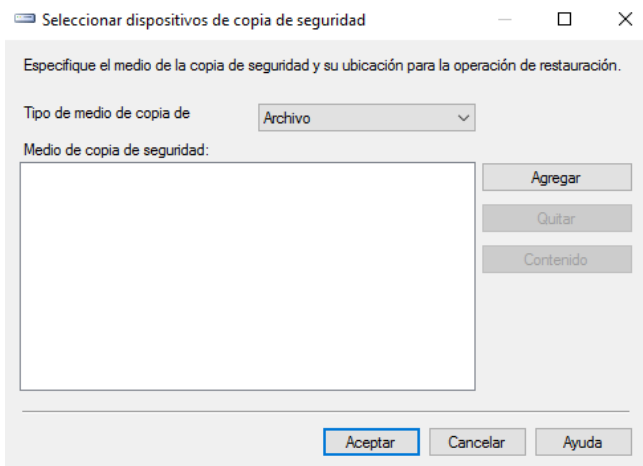 Seleccionar dispositivos de copia de seguridad
Especifique el medio de la copia de seguridad y su ubicación para la operación de restauración.
Tipo de medio de copia de
Archivo
Medio de copia de seguridad:
Agregar
Quitar
Contenido
Aceptar
Cancelar
Ayuda